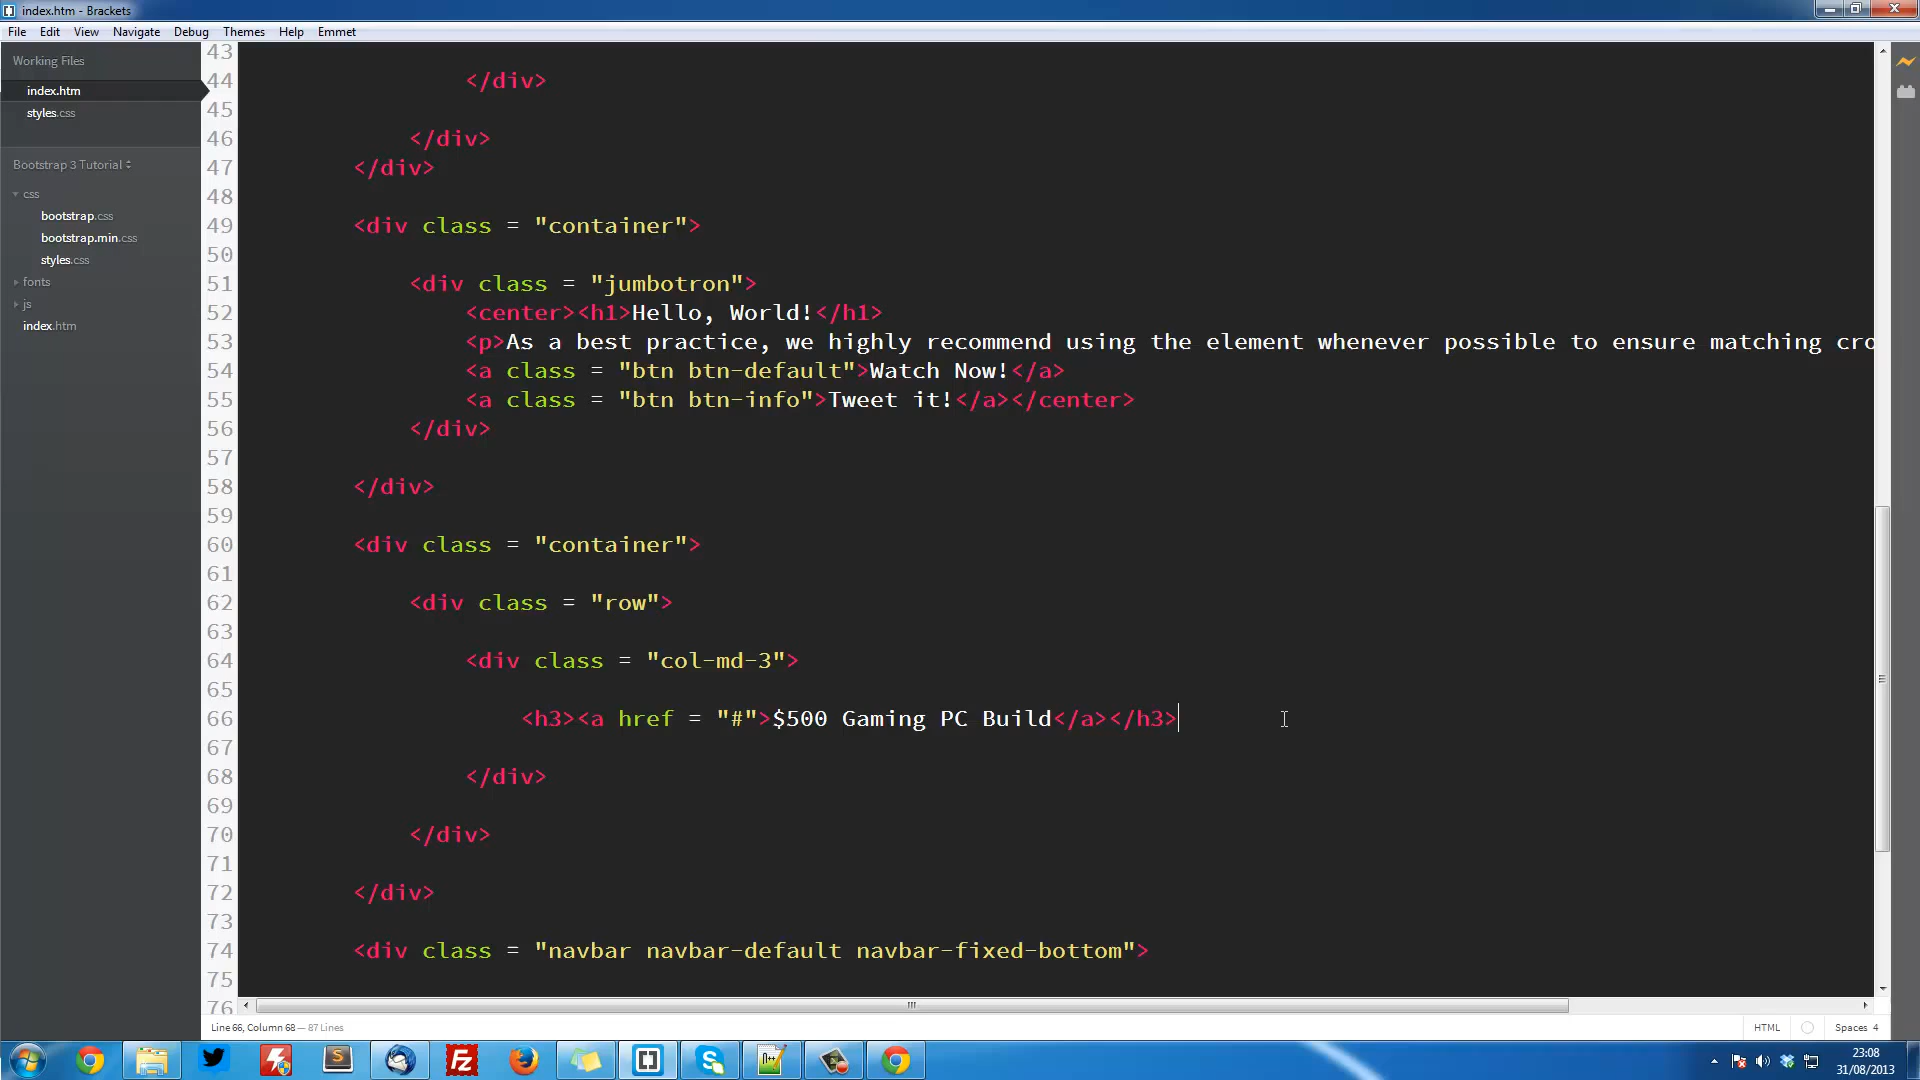 index.htm - Brackets
File Edit View Navigate Debug Themes Help Emmet
Working Files
index.htm
styles.css
Bootstrap 3 Tutorial
css
bootstrap.css
bootstrap.min.css
styles.css
fonts
js
index.htm
43
44 </div>
45
46 </div>
47 </div>
48
49 <div class = "container">
50
51 <div class = "jumbotron">
52 <center><h1>Hello, World!</h1>
53 <p>As a best practice, we highly recommend using the element whenever possible to ensure matching cro
54 <a class = "btn btn-default">Watch Now!</a>
55 <a class = "btn btn-info">Tweet it!</a></center>
56 </div>
57
58 </div>
59
60 <div class = "container">
61
62 <div class = "row">
63
64 <div class = "col-md-3">
65
66 <h3><a href = "#">$500 Gaming PC Build</a></h3>
67
68 </div>
69
70 </div>
71
72 </div>
73
74 <div class = "navbar navbar-default navbar-fixed-bottom">
75
76
Line 66, Column 68 — 87 Lines
HTML Spaces 4
23:08
31/08/2013